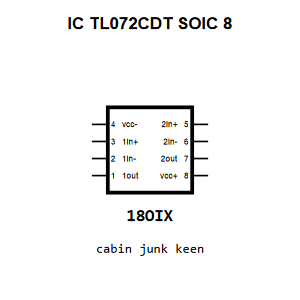 IC TL072CDT SOIC 8
4 vcc- 2in+ 5
3 1in+ 2in- 6
2 1in- 2out 7
1 1out vcc+ 8
180IX
cabin junk keen